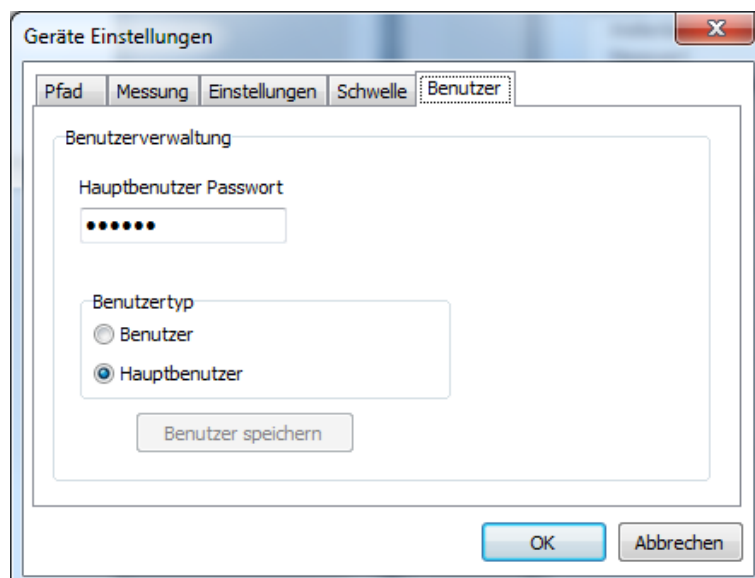 Geräte Einstellungen
Pfad Messung Einstellungen Schwelle Benutzer
Benutzerverwaltung
Hauptbenutzer Passwort
••••••
Benutzertyp
Benutzer
Hauptbenutzer
Benutzer speichern
OK Abbrechen